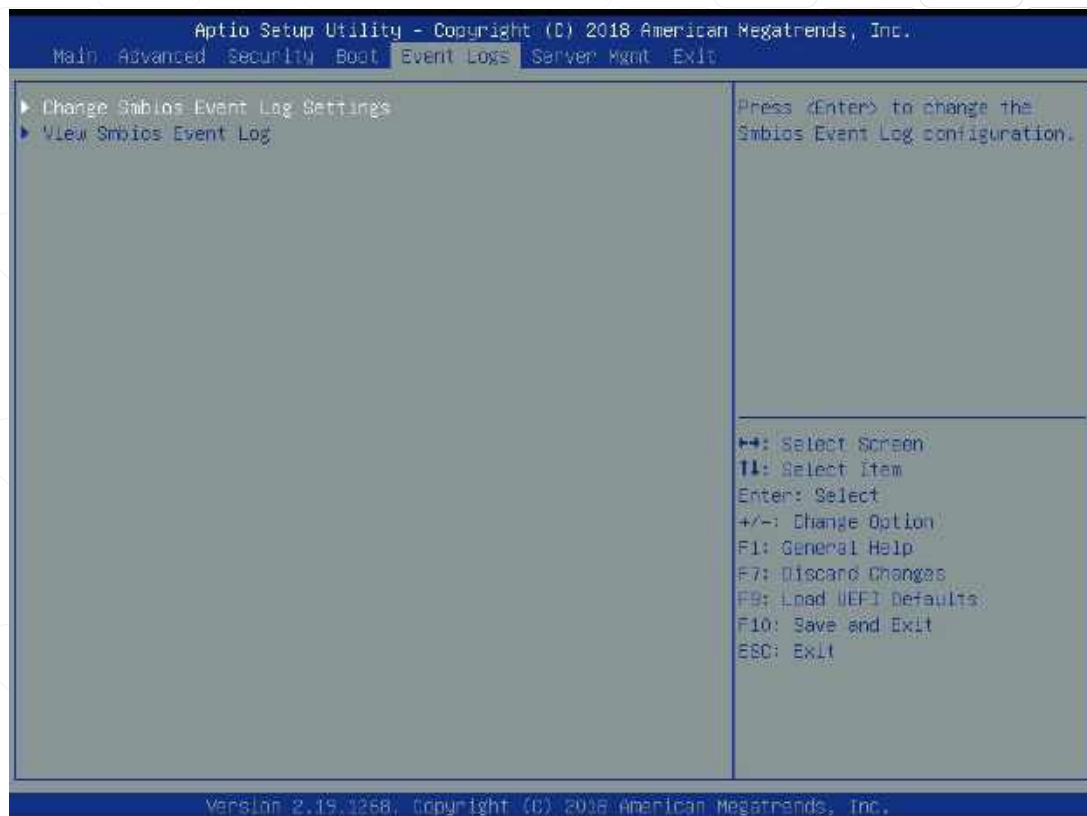 Aptio Setup Utility - Copyright (C) 2018 American Megatrends, Inc.
Main Advanced Security Boot Event Logs Server Mgmt Exit
Change Smbios Event Log Settings
View Smbios Event Log
Press <Enter> to change the
Smbios Event Log configuration.
↔: Select Screen
↑↓: Select Item
Enter: Select
+/-: Change Option
F1: General Help
F7: Discard Changes
F9: Load UEFI Defaults
F10: Save and Exit
ESC: Exit
Version 2.19.1268. Copyright (C) 2018 American Megatrends, Inc.